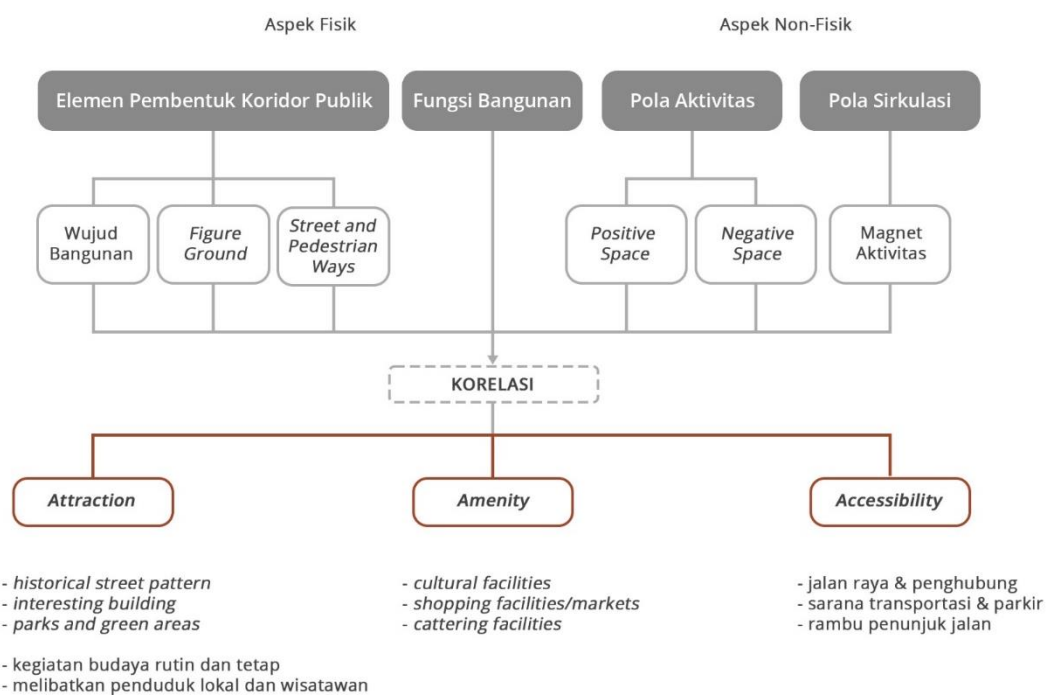 Aspek Fisik
Aspek Non-Fisik
Elemen Pembentuk Koridor Publik
Fungsi Bangunan
Pola Aktivitas
Pola Sirkulasi
Wujud
Bangunan
Figure
Ground
Street and
Pedestrian
Ways
Positive
Space
Negative
Space
Magnet
Aktivitas
KORELASI
Attraction
Amenity
Accessibility
- historical street pattern
- interesting building
- parks and green areas
- kegiatan budaya rutin dan tetap
- melibatkan penduduk lokal dan wisatawan
- cultural facilities
- shopping facilities/markets
- cattering facilities
- jalan raya & penghubung
- sarana transportasi & parkir
- rambu penunjuk jalan